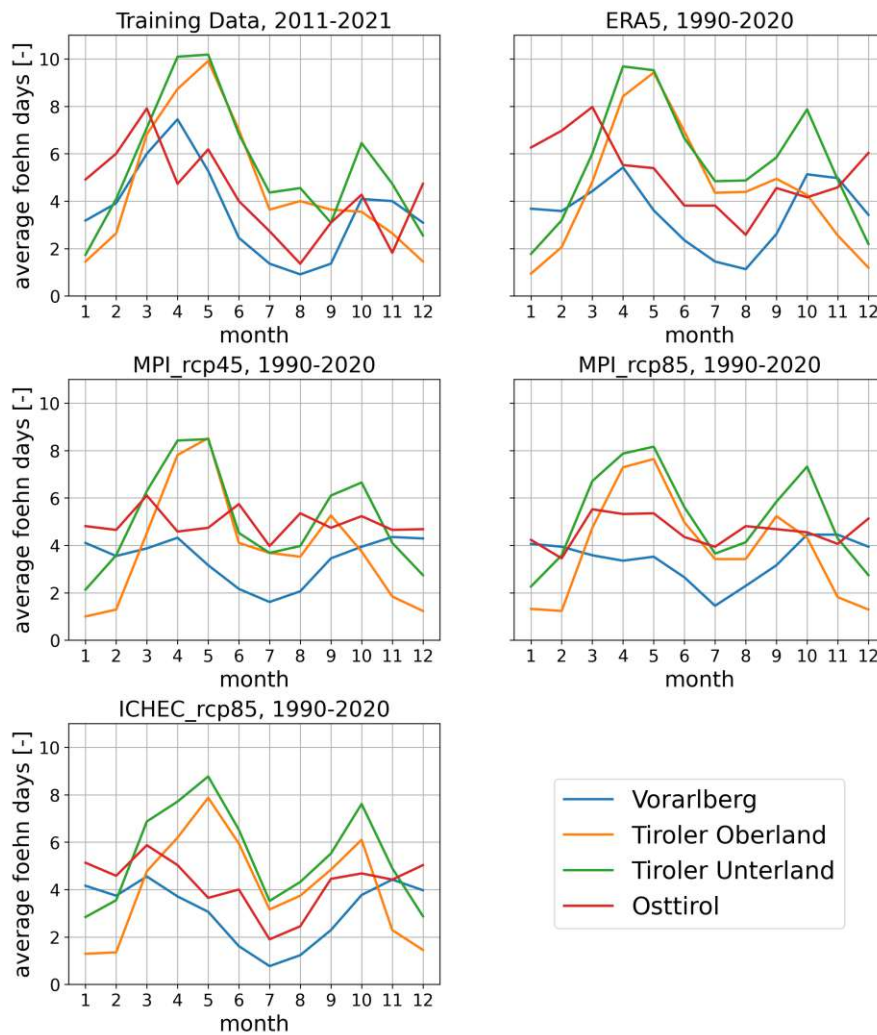 Training Data, 2011-2021
average foehn days [-]
10
8
6
4
2
0
1 2 3 4 5 6 7 8 9 10 11 12
month
ERA5, 1990-2020
1 2 3 4 5 6 7 8 9 10 11 12
month
MPI_rcp45, 1990-2020
average foehn days [-]
10
8
6
4
2
0
1 2 3 4 5 6 7 8 9 10 11 12
month
MPI_rcp85, 1990-2020
1 2 3 4 5 6 7 8 9 10 11 12
month
ICHEC_rcp85, 1990-2020
average foehn days [-]
10
8
6
4
2
0
1 2 3 4 5 6 7 8 9 10 11 12
month
Vorarlberg
Tiroler Oberland
Tiroler Unterland
Osttirol